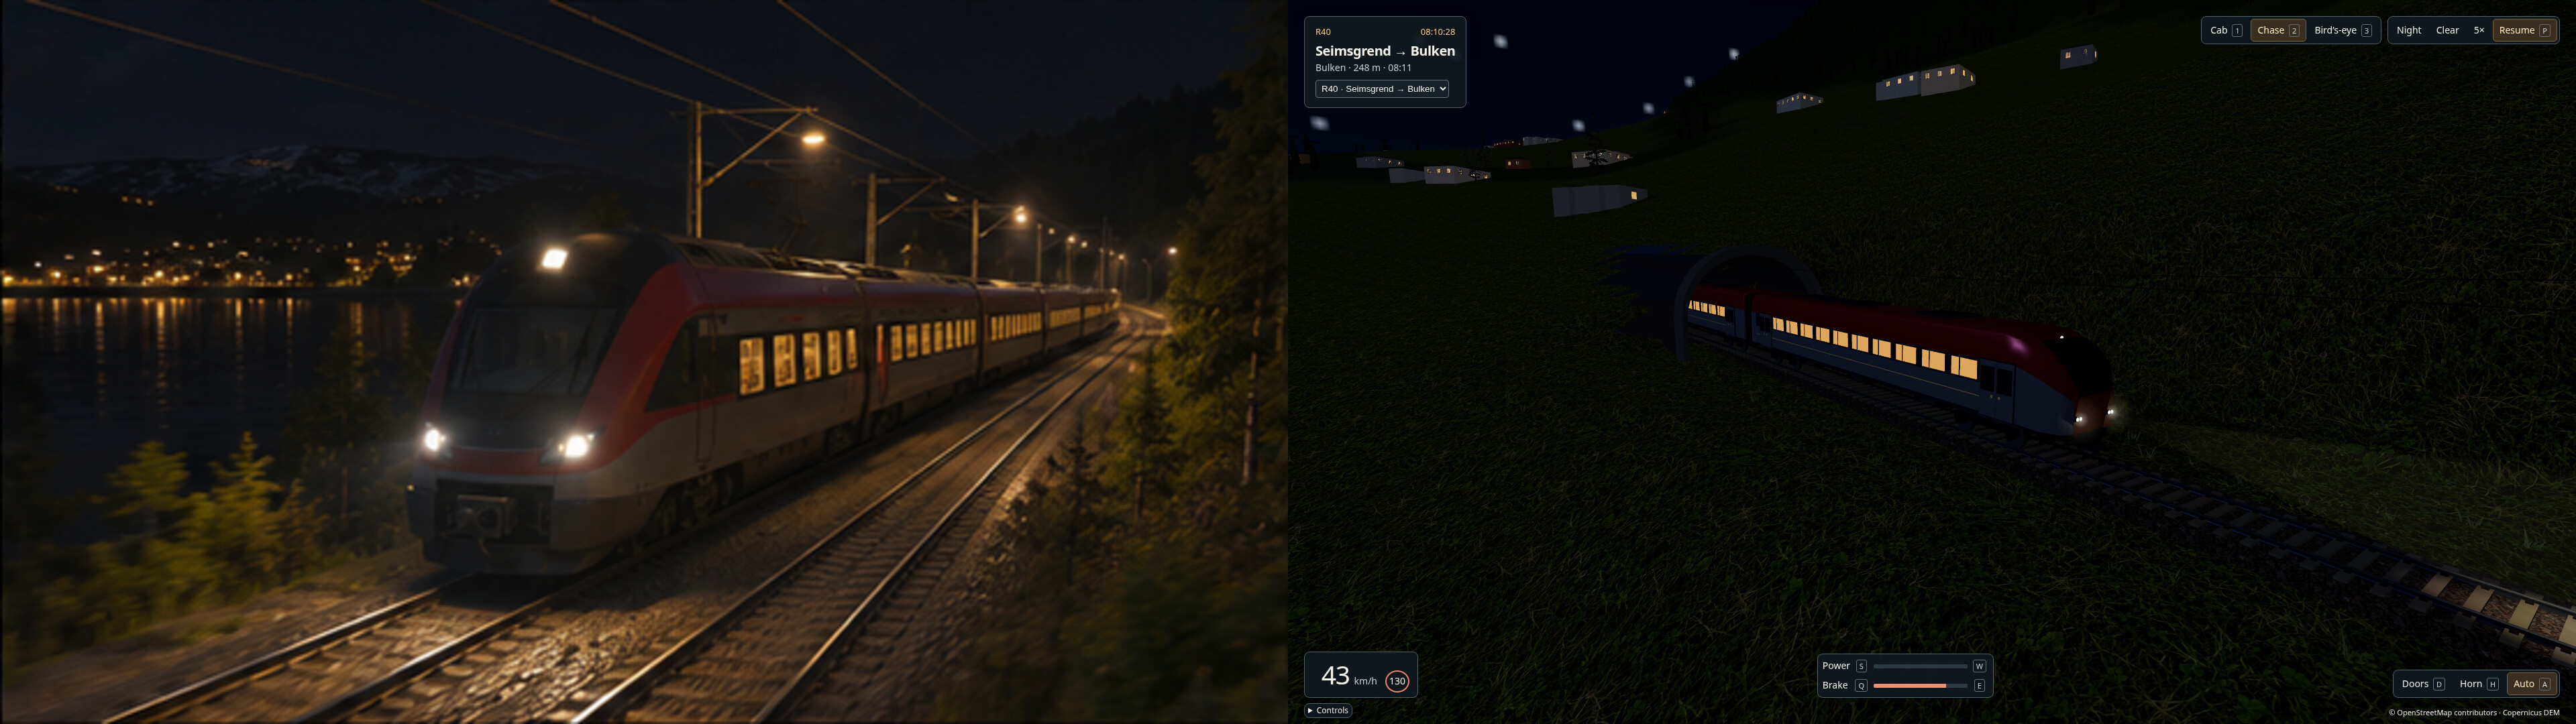 R40 08:10:28
Seimsgrend → Bulken
Bulken · 248 m · 08:11
R40 · Seimsgrend → Bulken
Cab 1 Chase 2 Bird's-eye 3
Night Clear 5× Resume P
43 km/h 130
Controls
Power S W
Brake Q E
Doors D Horn H Auto A
© OpenStreetMap contributors · Copernicus DEM